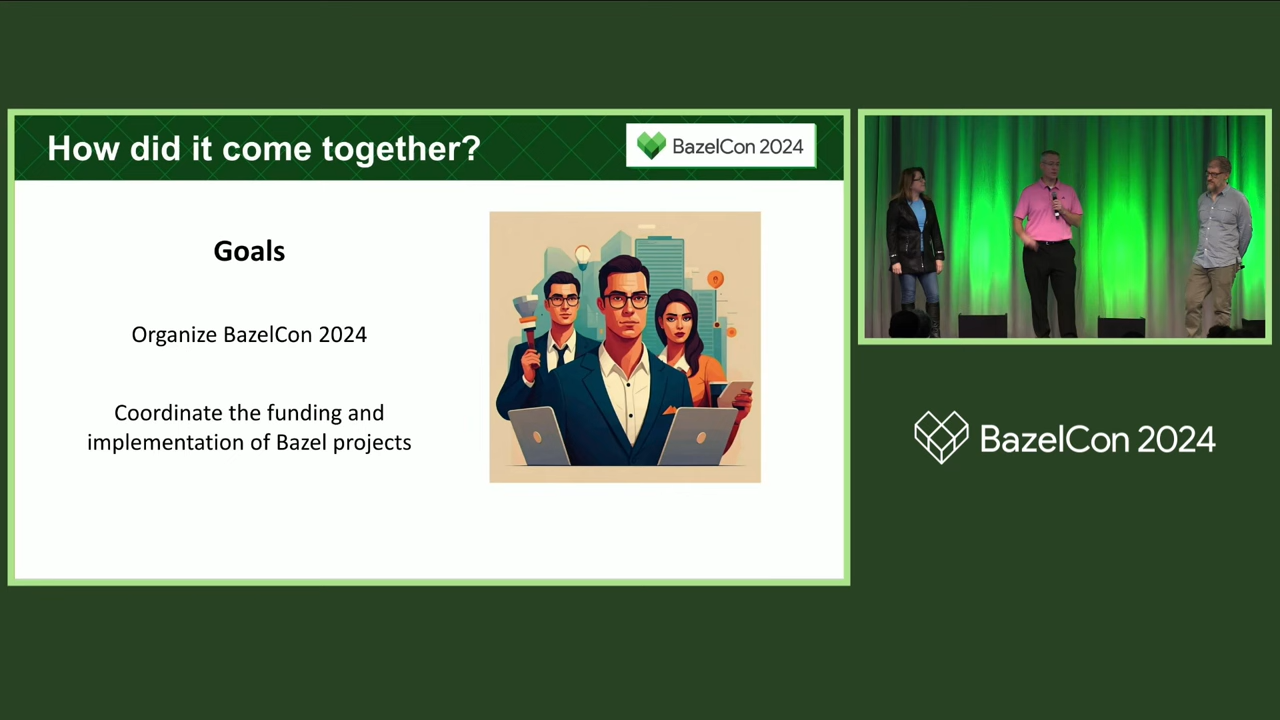 How did it come together?
BazelCon 2024
Goals
Organize BazelCon 2024
Coordinate the funding and
implementation of Bazel projects
BazelCon 2024